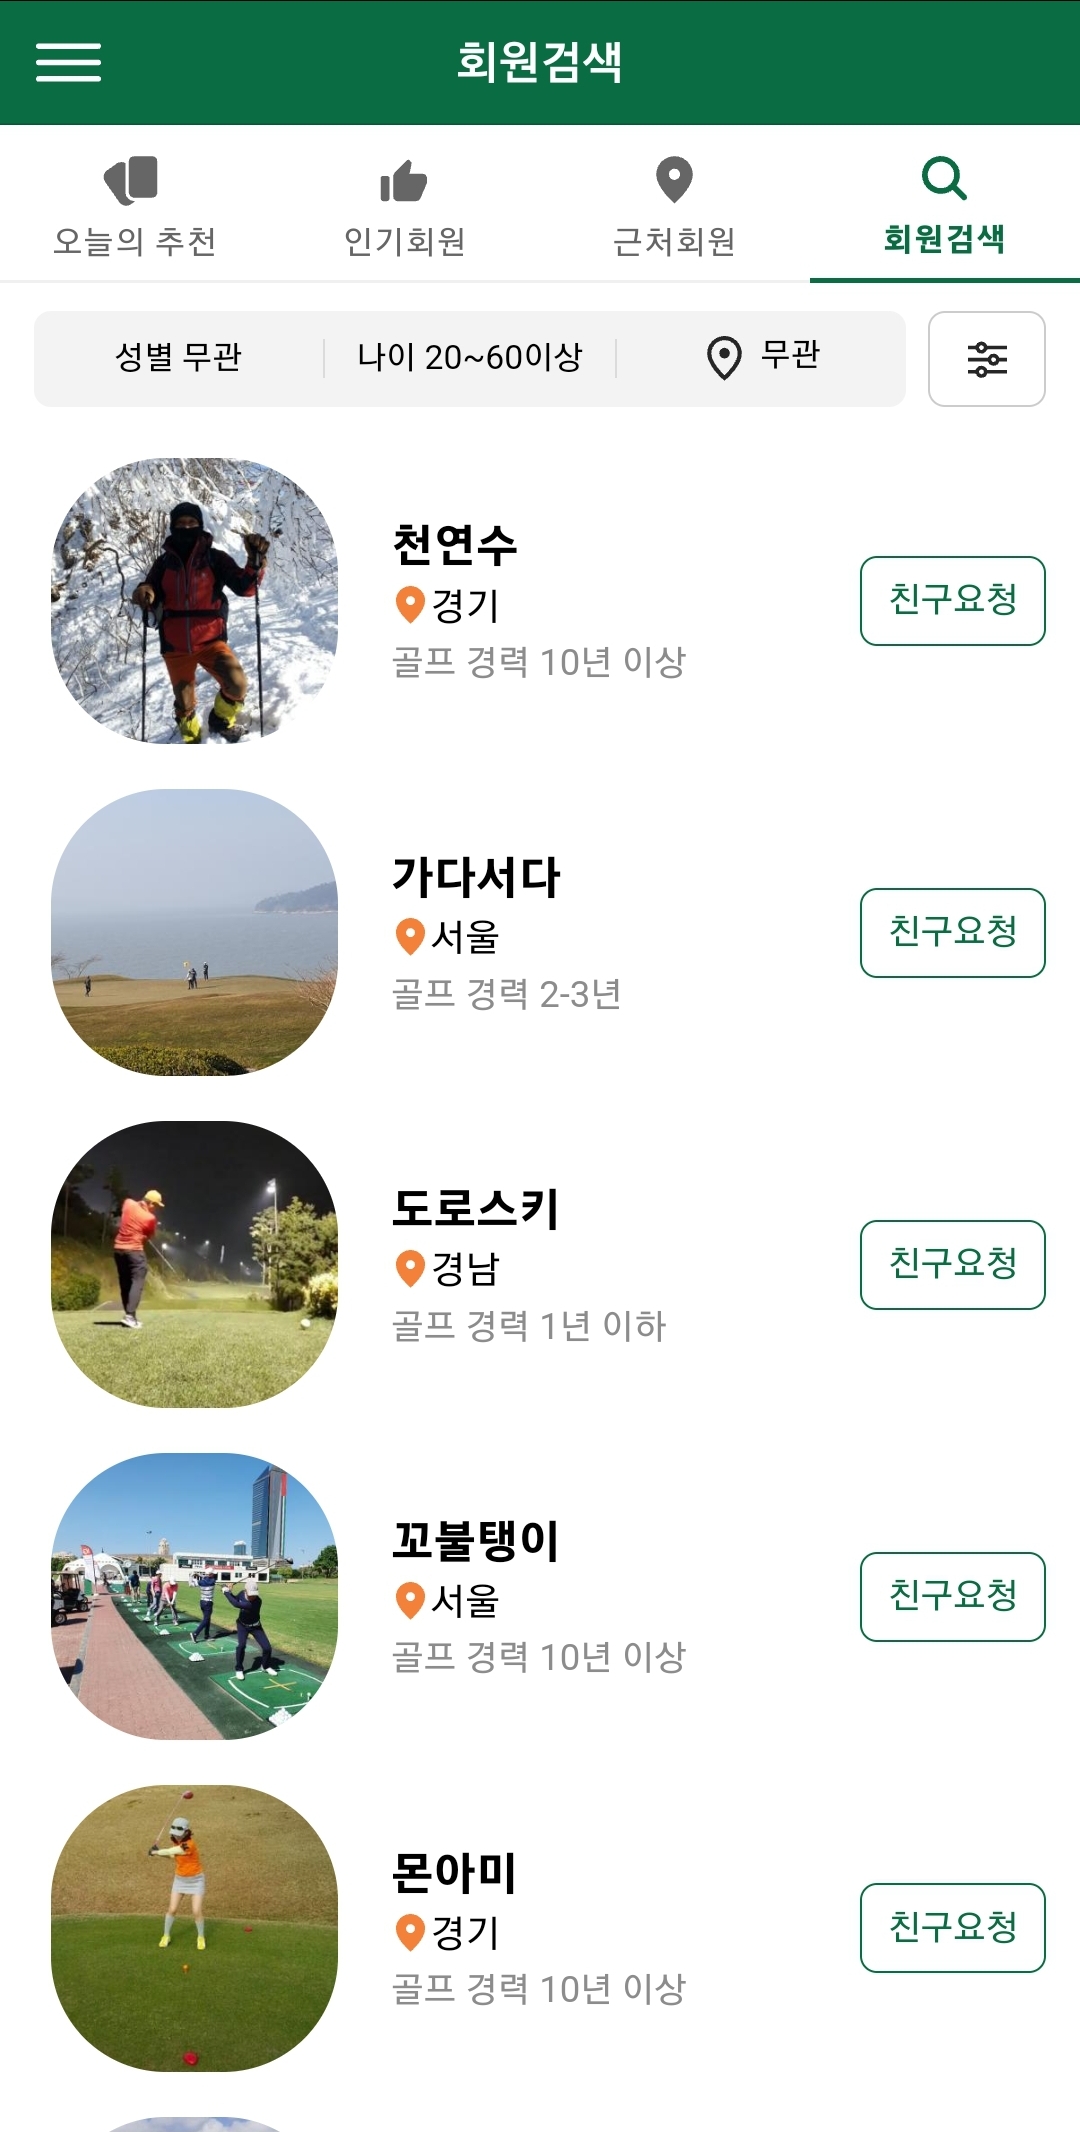 회원검색
오늘의 추천
인기회원
근처회원
회원검색
성별 무관
나이 20~60이상
무관
천연수
경기
골프 경력 10년 이상
친구요청
가다서다
서울
골프 경력 2-3년
친구요청
도로스키
경남
골프 경력 1년 이하
친구요청
꼬불탱이
서울
골프 경력 10년 이상
친구요청
몬아미
경기
골프 경력 10년 이상
친구요청